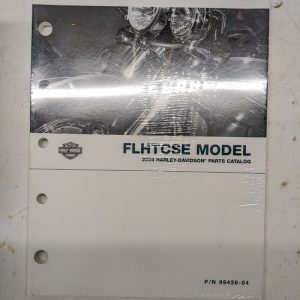 FLHTCSE MODEL
2004 HARLEY-DAVIDSON® PARTS CATALOG
P/N 99428-04